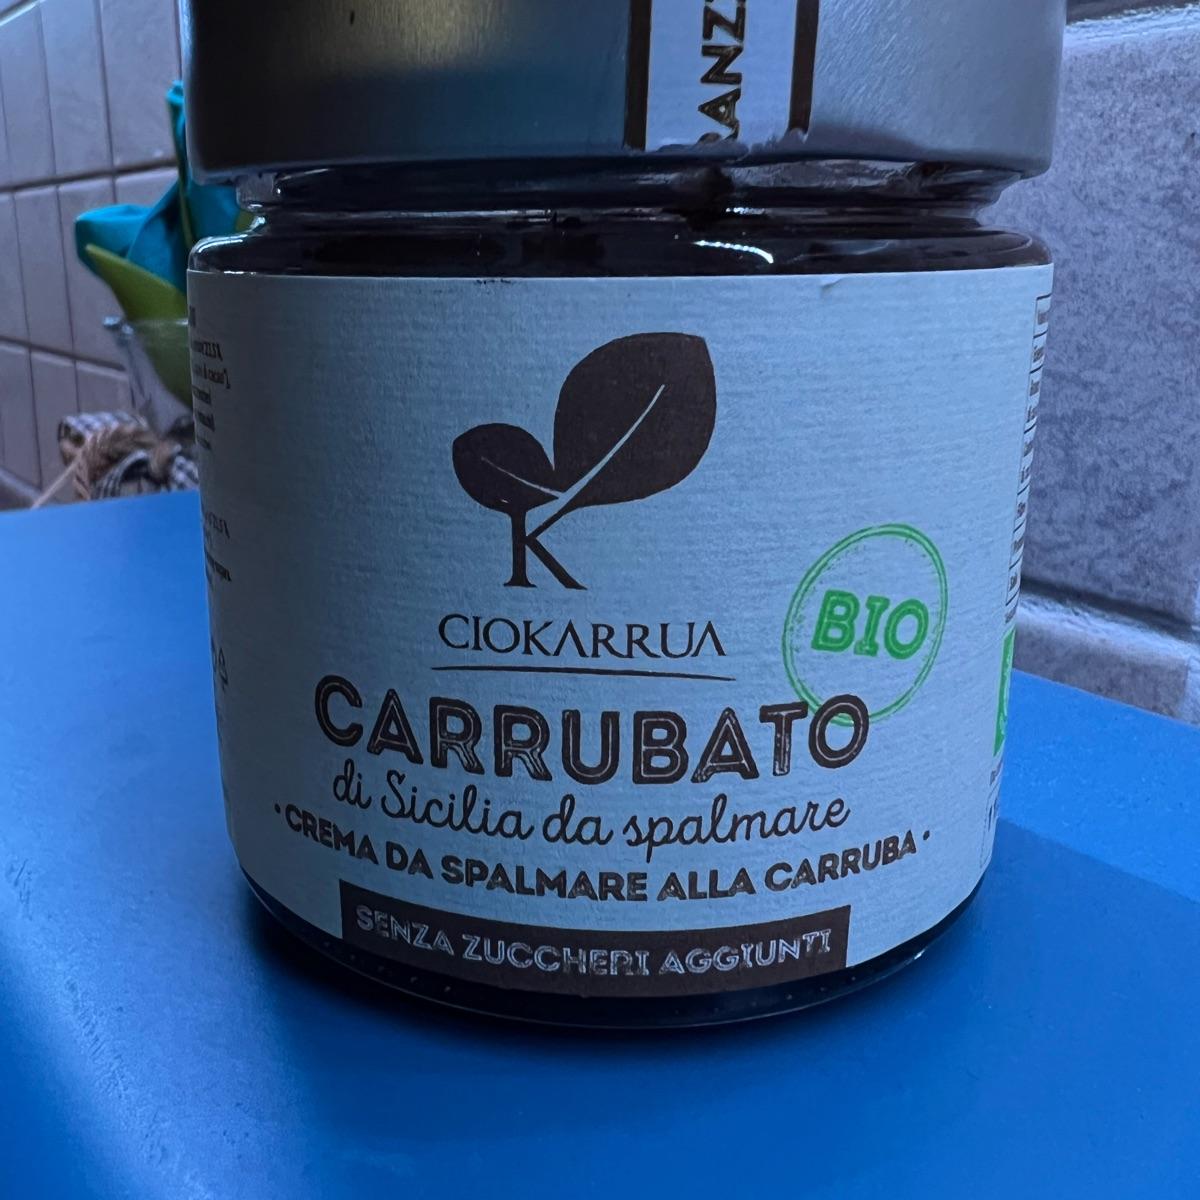 K
CIOKARRUA
BIO
CARRUBATO
di Sicilia da spalmare
· CREMA DA SPALMARE ALLA CARRUBA ·
SENZA ZUCCHERI AGGIUNTI